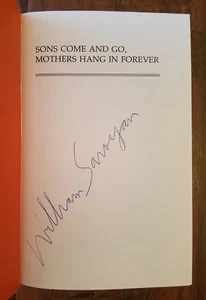 SONS COME AND GO,
MOTHERS HANG IN FOREVER
William Saroyan